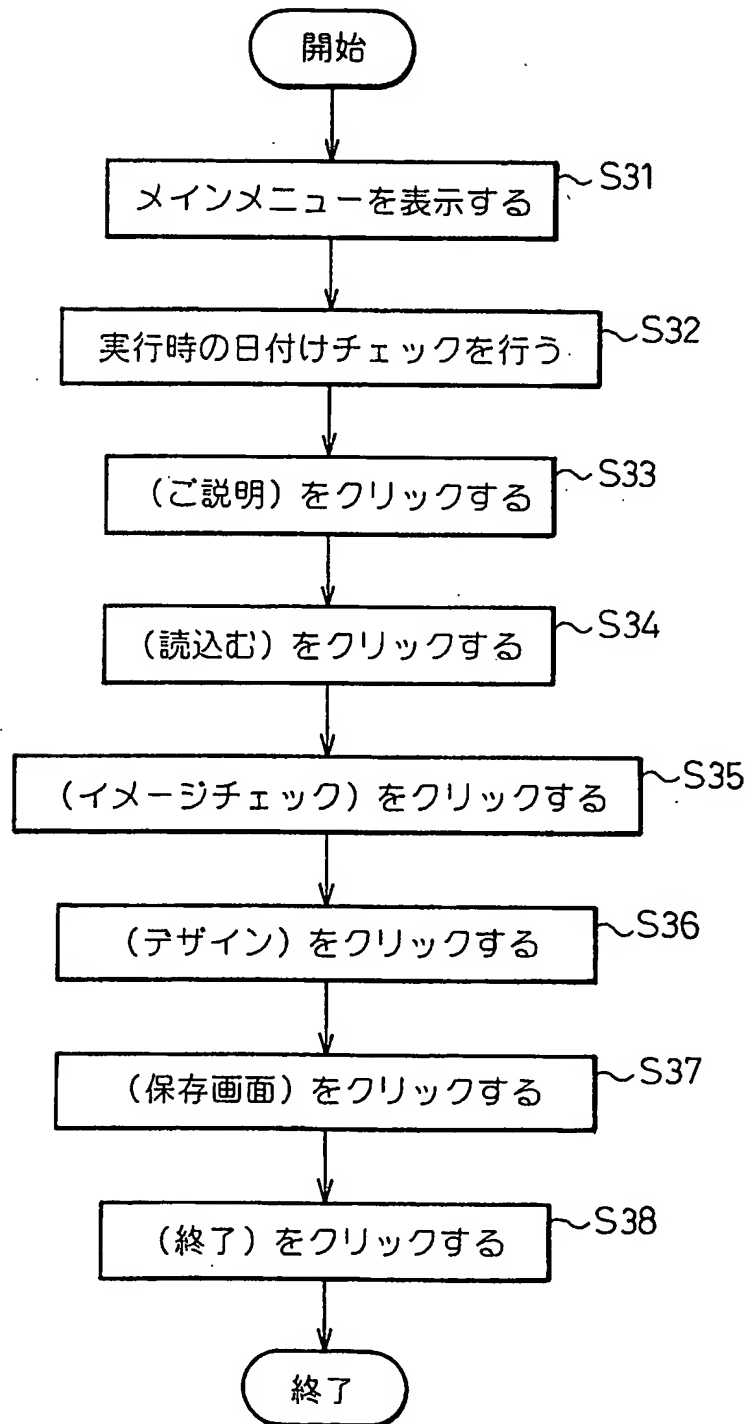 開始
メインメニューを表示する
S31
実行時の日付けチェックを行う
S32
(ご説明)をクリックする
S33
(読込む)をクリックする
S34
(イメージチェック)をクリックする
S35
(デザイン)をクリックする
S36
(保存画面)をクリックする
S37
(終了)をクリックする
S38
終了